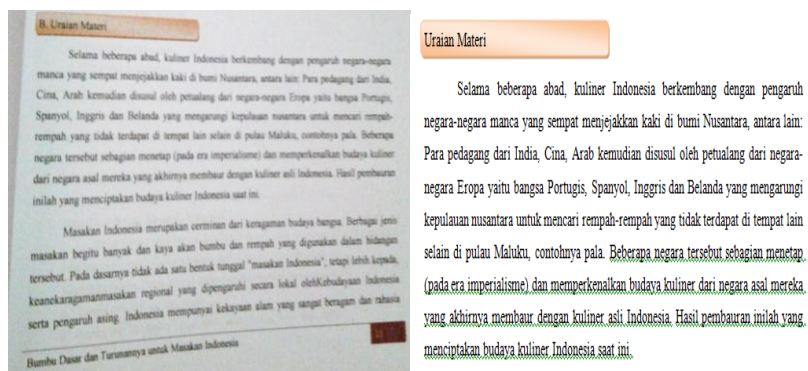 B. Uraian Materi
Selama beberapa abad, kuliner Indonesia berkembang dengan pengaruh negara-negara
manca yang sempat menjejakkan kaki di bumi Nusantara, antara lain: Para pedagang dari India,
Cina, Arab kemudian disusul oleh petualang dari negara-negara Eropa yaitu bangsa Portugis,
Spanyol, Inggris dan Belanda yang mengarungi kepulauan nusantara untuk mencari rempah-
rempah yang tidak terdapat di tempat lain selain di pulau Maluku, contohnya pala. Beberapa
negara tersebut sebagian menetap (pada era imperialisme) dan memperkenalkan budaya kuliner
dari negara asal mereka yang akhirnya membaur dengan kuliner asli Indonesia. Hasil pembauran
inilah yang menciptakan budaya kuliner Indonesia saat ini.
Masakan Indonesia merupakan cerminan dari keragaman budaya bangsa. Berbagai jenis
masakan begitu banyak dan kaya akan bumbu dan rempah yang digunakan dalam hidangan
tersebut. Pada dasarnya tidak ada satu bentuk tunggal "masakan Indonesia", tetapi lebih kepada,
keanekaragamanmasakan regional yang dipengaruhi secara lokal olehKebudayaan Indonesia
serta pengaruh asing. Indonesia mempunyai kekayaan alam yang sangat beragam dan rahasia
Bumbu Dasar dan Turunannya untuk Masakan Indonesia
Uraian Materi
Selama beberapa abad, kuliner Indonesia berkembang dengan pengaruh
negara-negara manca yang sempat menjejakkan kaki di bumi Nusantara, antara lain:
Para pedagang dari India, Cina, Arab kemudian disusul oleh petualang dari negara-
negara Eropa yaitu bangsa Portugis, Spanyol, Inggris dan Belanda yang mengarungi
kepulauan nusantara untuk mencari rempah-rempah yang tidak terdapat di tempat lain
selain di pulau Maluku, contohnya pala. Beberapa negara tersebut sebagian menetap
(pada era imperialisme) dan memperkenalkan budaya kuliner dari negara asal mereka
yang akhirnya membaur dengan kuliner asli Indonesia. Hasil pembauran inilah yang
menciptakan budaya kuliner Indonesia saat ini.